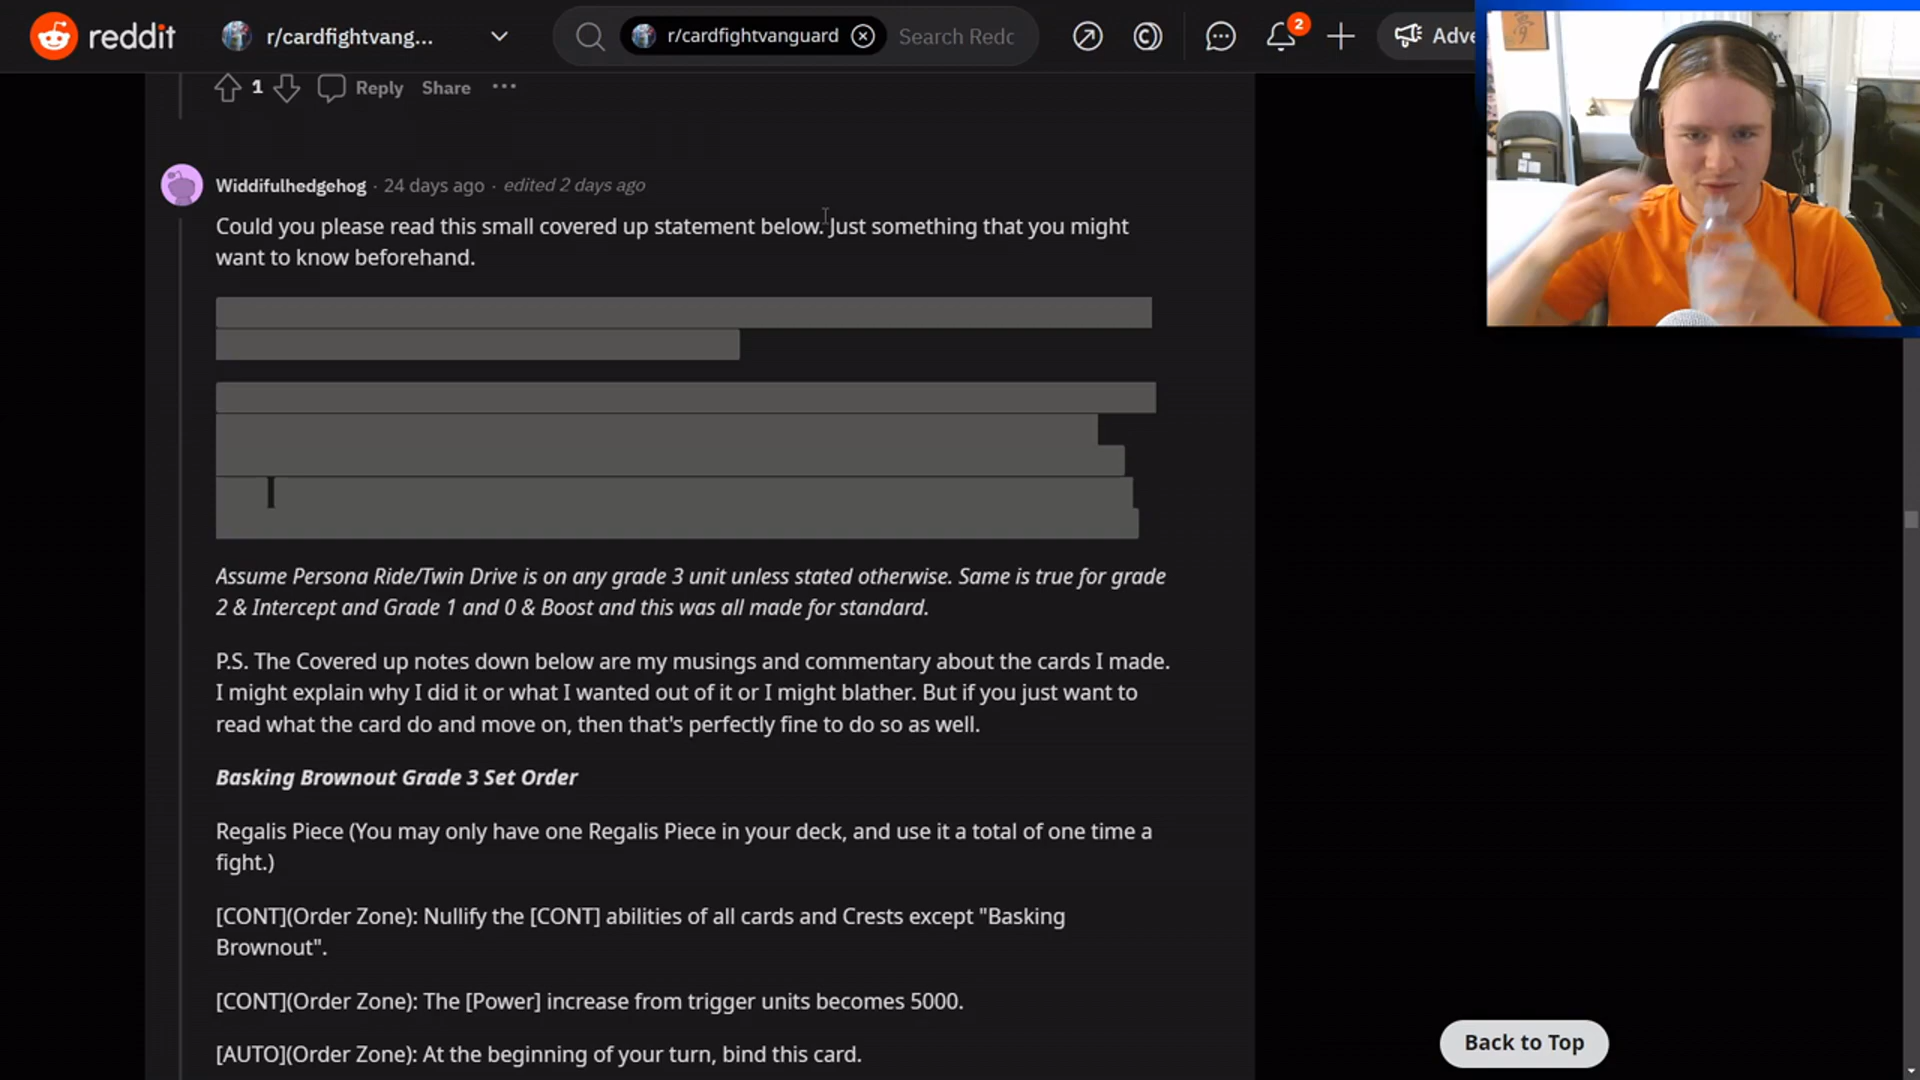 reddit
r/cardfightvang...
r/cardfightvanguard
Search Redc
2
Adve
1
Reply
Share
Widdifulhedgehog · 24 days ago · edited 2 days ago
Could you please read this small covered up statement below. Just something that you might
want to know beforehand.
Assume Persona Ride/Twin Drive is on any grade 3 unit unless stated otherwise. Same is true for grade
2 & Intercept and Grade 1 and 0 & Boost and this was all made for standard.
P.S. The Covered up notes down below are my musings and commentary about the cards I made.
I might explain why I did it or what I wanted out of it or I might blather. But if you just want to
read what the card do and move on, then that's perfectly fine to do so as well.
Basking Brownout Grade 3 Set Order
Regalis Piece (You may only have one Regalis Piece in your deck, and use it a total of one time a
fight.)
[CONT](Order Zone): Nullify the [CONT] abilities of all cards and Crests except "Basking
Brownout".
[CONT](Order Zone): The [Power] increase from trigger units becomes 5000.
[AUTO](Order Zone): At the beginning of your turn, bind this card.
Back to Top